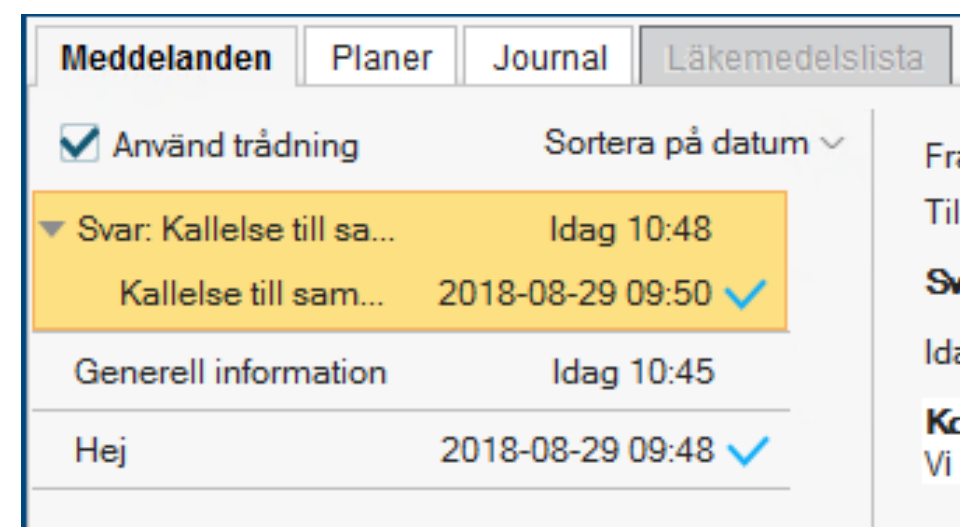 Meddelanden Planer Journal Läkemedelslista
Använd trådning Sortera på datum
Svar: Kallelse till sa... Idag 10:48
Kallelse till sam... 2018-08-29 09:50
Generell information Idag 10:45
Hej 2018-08-29 09:48
Vi